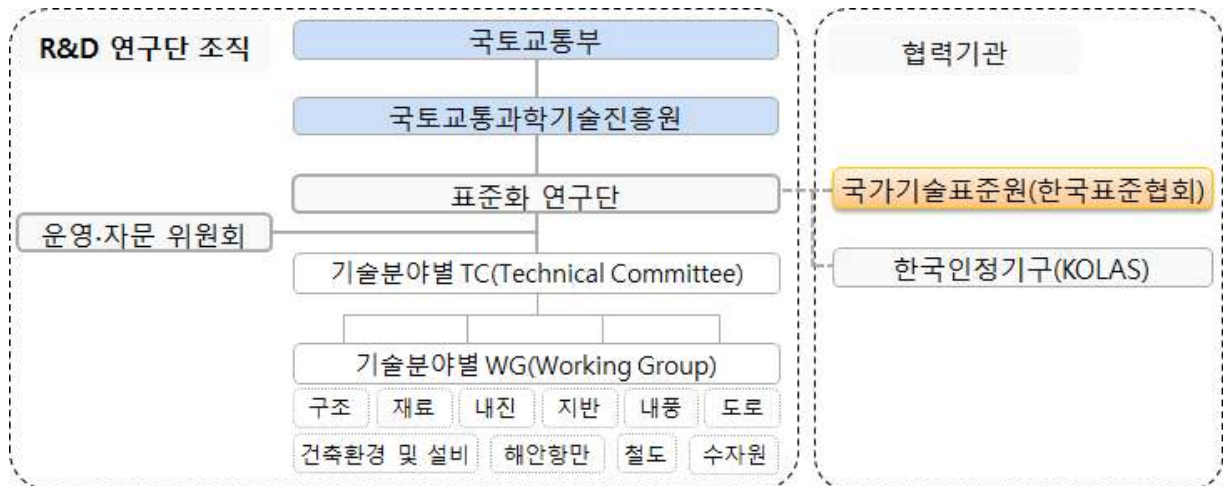 R&D 연구단 조직
국토교통부
국토교통과학기술진흥원
표준화 연구단
운영·자문 위원회
기술분야별 TC(Technical Committee)
기술분야별 WG(Working Group)
구조 재료 내진 지반 내풍 도로
건축환경 및 설비 해안항만 철도 수자원
협력기관
국가기술표준원(한국표준협회)
한국인정기구(KOLAS)